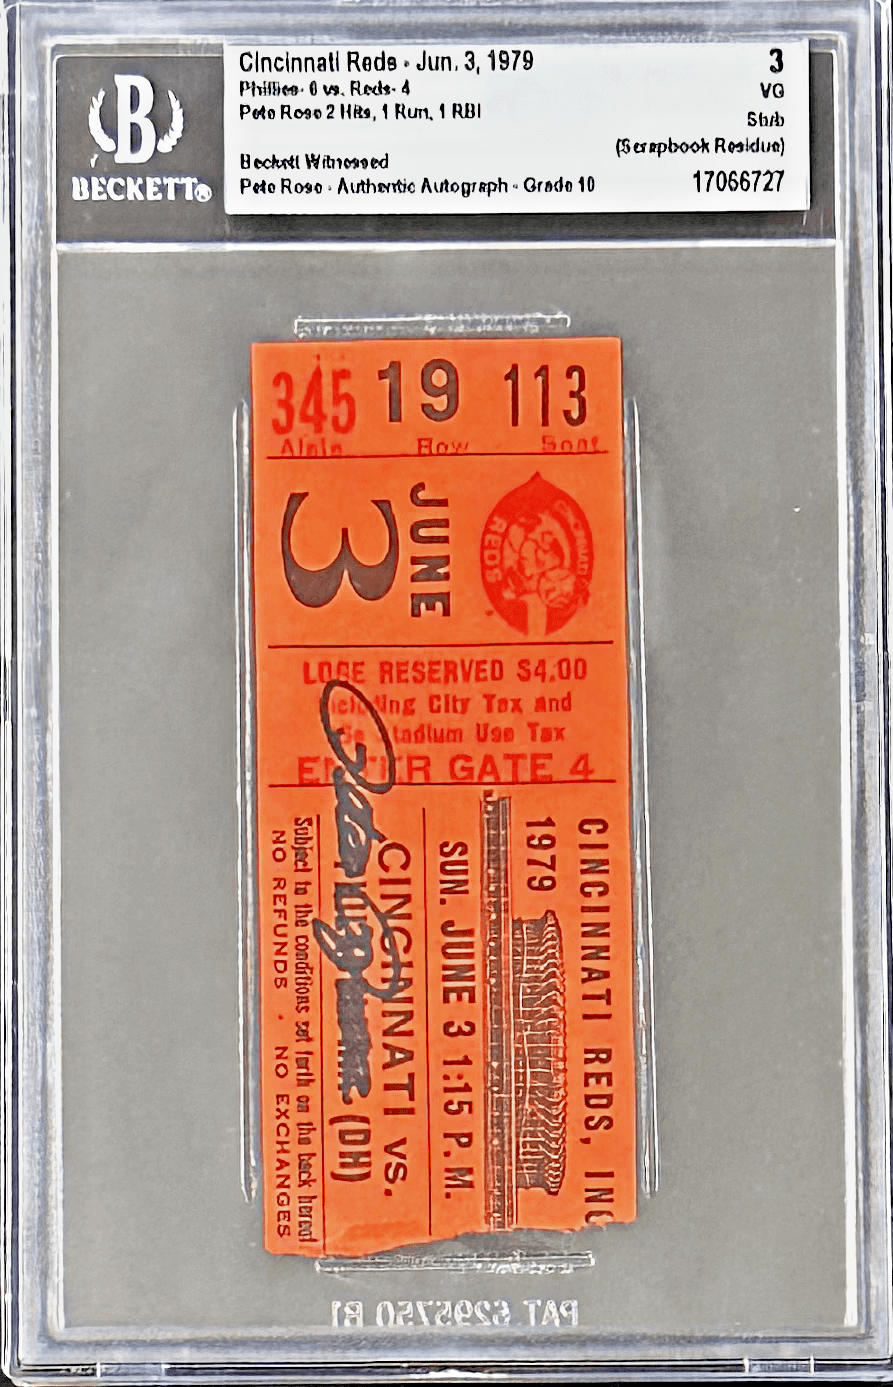 Cincinnati Reds - Jun. 3, 1979
Phillies- 6 vs. Reds- 4
Pete Rose 2 Hits, 1 Run, 1 RBI
Beckett Witnessed
Pete Rose - Authentic Autograph - Grade 10
3
VG
Stub
(Scrapbook Residue)
17066727
B
BECKETT®
345 19 113
Aisle Row Seat
JUNE
3
CINCINNATI
REDS
LOGE RESERVED $4.00
Including City Tax and
Stadium Use Tax
ENTER GATE 4
CINCINNATI REDS, INC
1979
SUN. JUNE 3 1:15 P.M.
CINCINNATI vs.
(DH)
Pete Rose
Subject to the conditions set forth on the back hereof
NO REFUNDS · NO EXCHANGES
PAT 6295750 B1